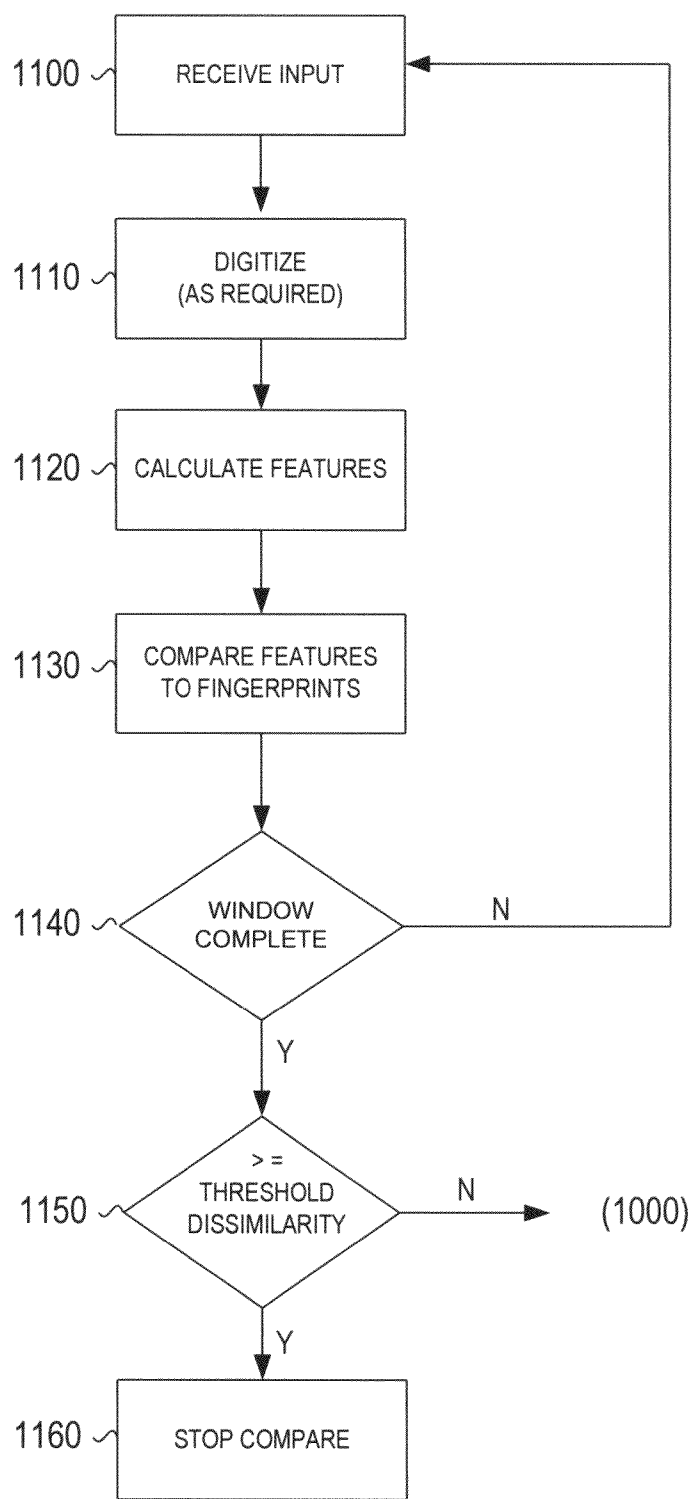 1100
RECEIVE INPUT
1110
DIGITIZE
(AS REQUIRED)
1120
CALCULATE FEATURES
1130
COMPARE FEATURES
TO FINGERPRINTS
1140
WINDOW
COMPLETE
N
Y
1150
> =
THRESHOLD
DISSIMILARITY
N
(1000)
Y
1160
STOP COMPARE